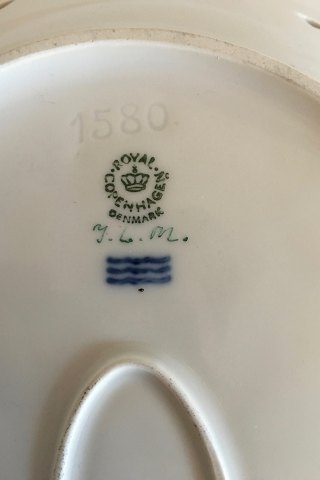 1580
ROYAL
COPENHAGEN
DENMARK
Y.L.M.